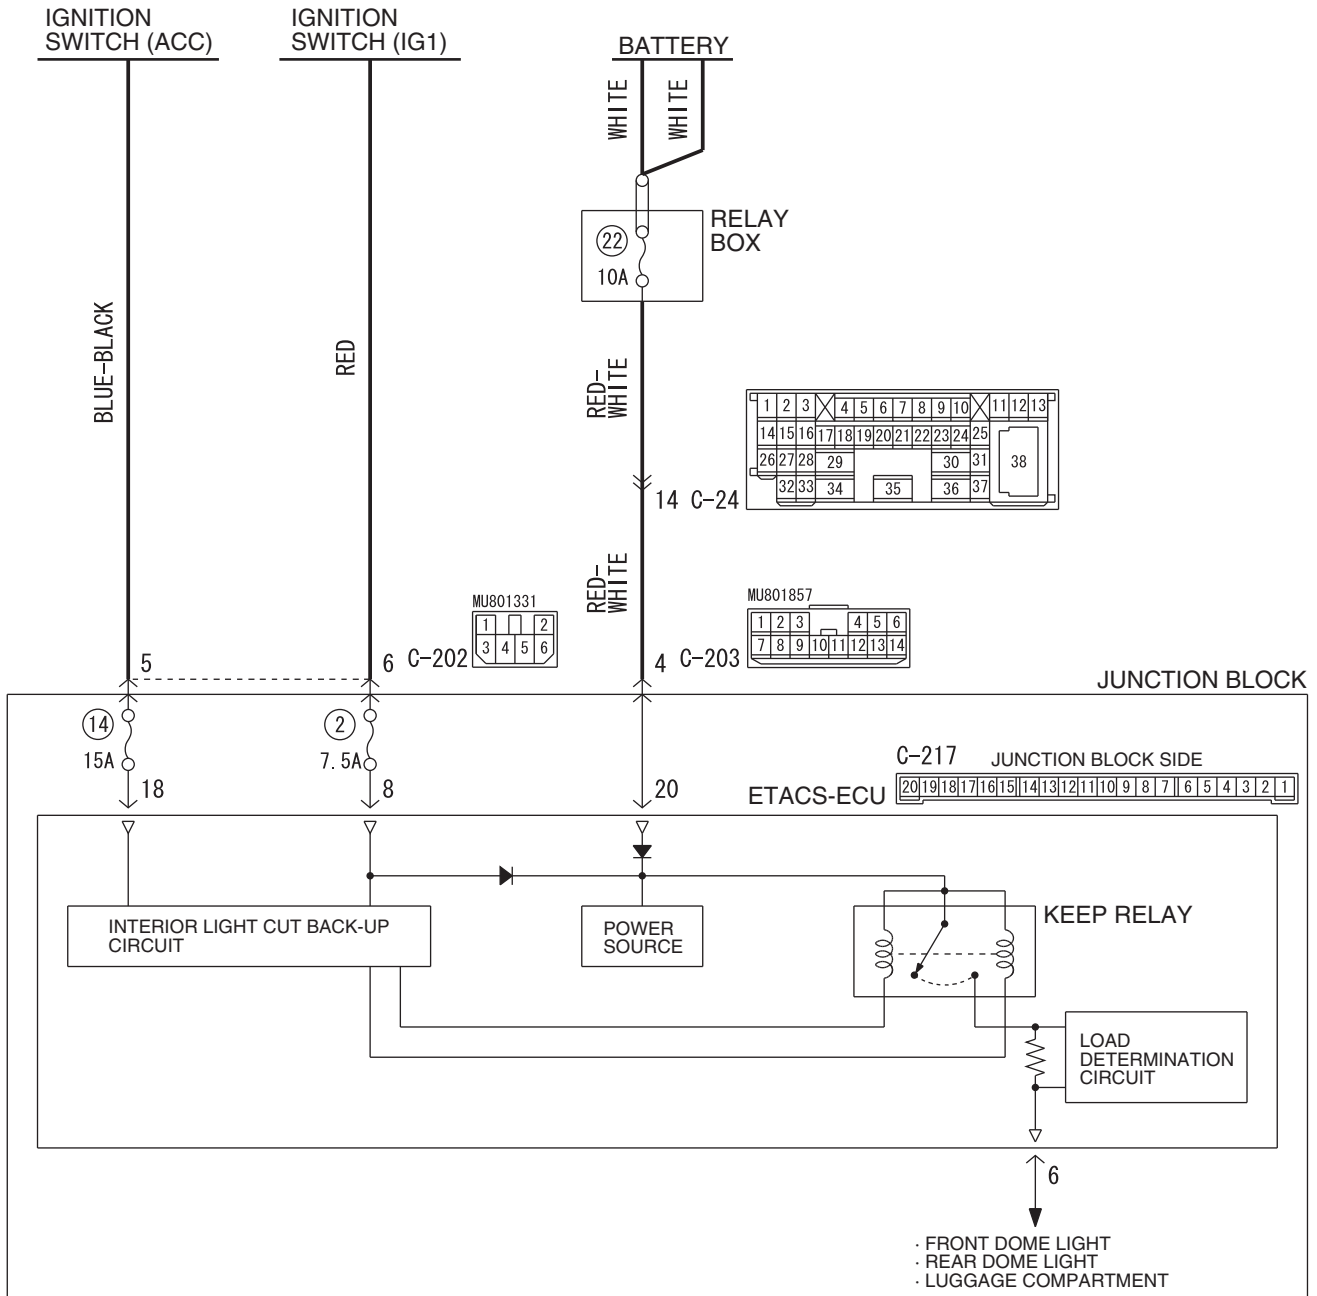 IGNITION
SWITCH (ACC)
IGNITION
SWITCH (IG1)
BATTERY
WHITE
WHITE
RELAY
BOX
22
10A
BLUE-BLACK
RED
RED-
WHITE
1 2 3 4 5 6 7 8 9 10 11 12 13
14 15 16 17 18 19 20 21 22 23 24 25
26 27 28 29 30 31 38
32 33 34 35 36 37
14 C-24
RED-
WHITE
MU801331
1 2
3 4 5 6
MU801857
1 2 3 4 5 6
7 8 9 10 11 12 13 14
5
6 C-202
4 C-203
JUNCTION BLOCK
14
15A
2
7.5A
C-217 JUNCTION BLOCK SIDE
18
8
20
ETACS-ECU
20 19 18 17 16 15 14 13 12 11 10 9 8 7 6 5 4 3 2 1
INTERIOR LIGHT CUT BACK-UP
CIRCUIT
POWER
SOURCE
KEEP RELAY
LOAD
DETERMINATION
CIRCUIT
6
· FRONT DOME LIGHT
· REAR DOME LIGHT
· LUGGAGE COMPARTMENT